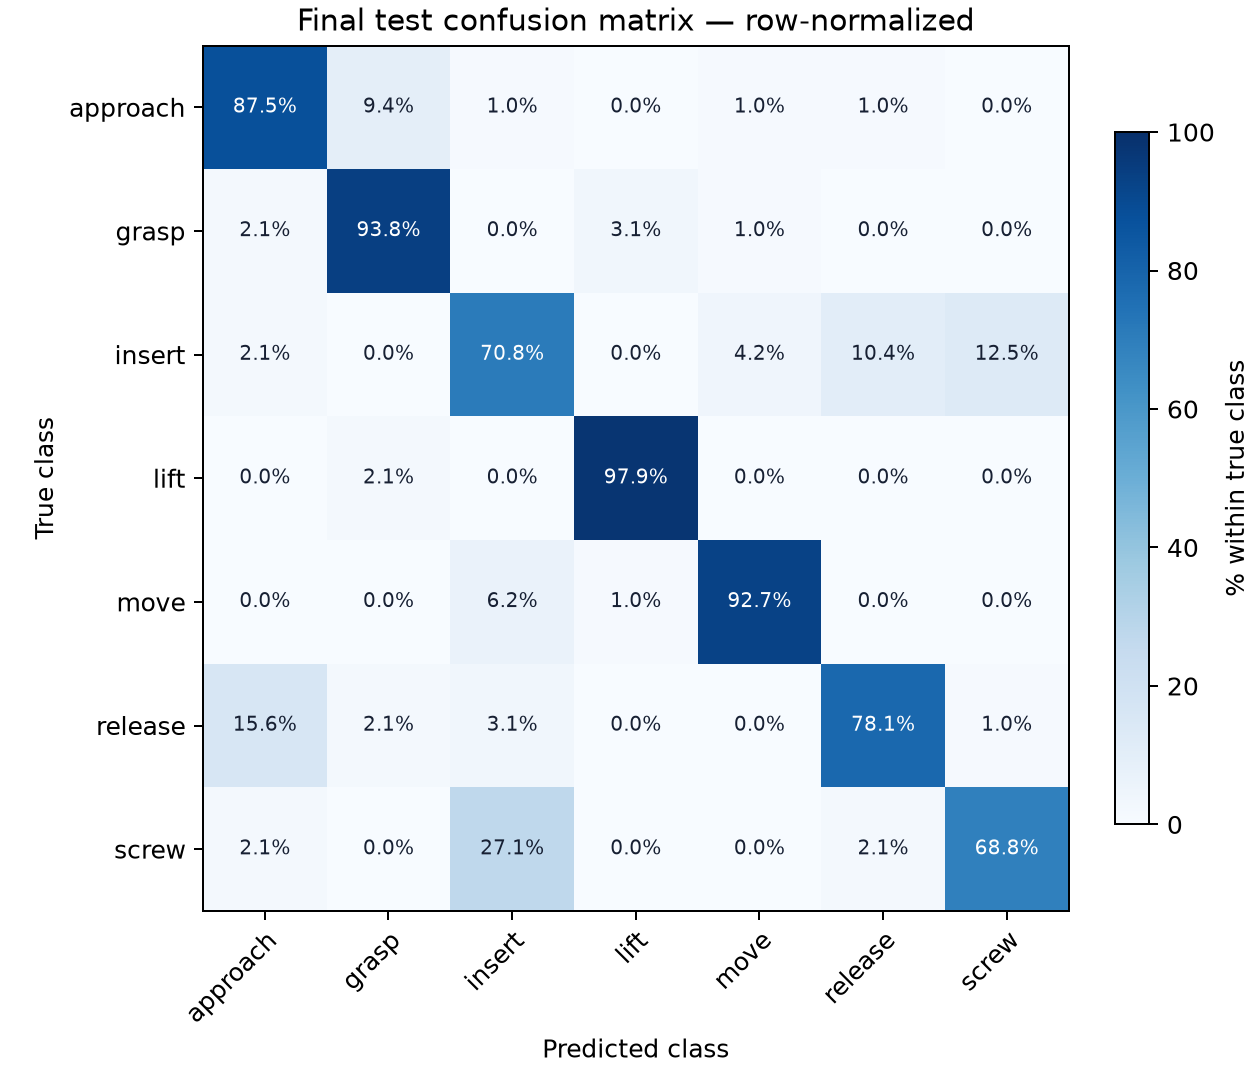 Final test confusion matrix — row-normalized
approach 87.5% 9.4% 1.0% 0.0% 1.0% 1.0% 0.0%
grasp 2.1% 93.8% 0.0% 3.1% 1.0% 0.0% 0.0%
insert 2.1% 0.0% 70.8% 0.0% 4.2% 10.4% 12.5%
lift 0.0% 2.1% 0.0% 97.9% 0.0% 0.0% 0.0%
move 0.0% 0.0% 6.2% 1.0% 92.7% 0.0% 0.0%
release 15.6% 2.1% 3.1% 0.0% 0.0% 78.1% 1.0%
screw 2.1% 0.0% 27.1% 0.0% 0.0% 2.1% 68.8%
approach grasp insert lift move release screw
Predicted class
True class
100
80
60
40
20
0
% within true class